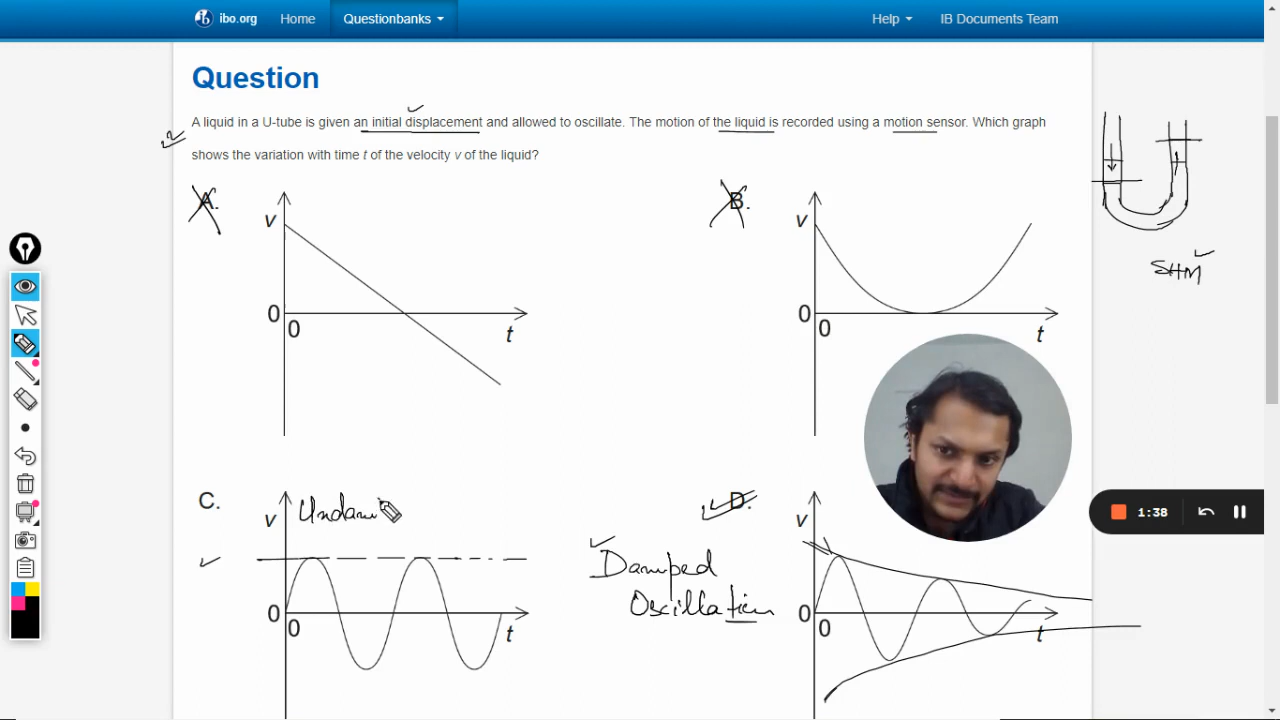 ibo.org Home Questionbanks Help IB Documents Team
Question
A liquid in a U-tube is given an initial displacement and allowed to oscillate. The motion of the liquid is recorded using a motion sensor. Which graph
shows the variation with time t of the velocity v of the liquid?
A.
v
0
0
t
B.
v
0
0
t
SHM
C.
v
Undam
0
0
t
Damped
Oscillation
D.
v
0
0
t
1:38